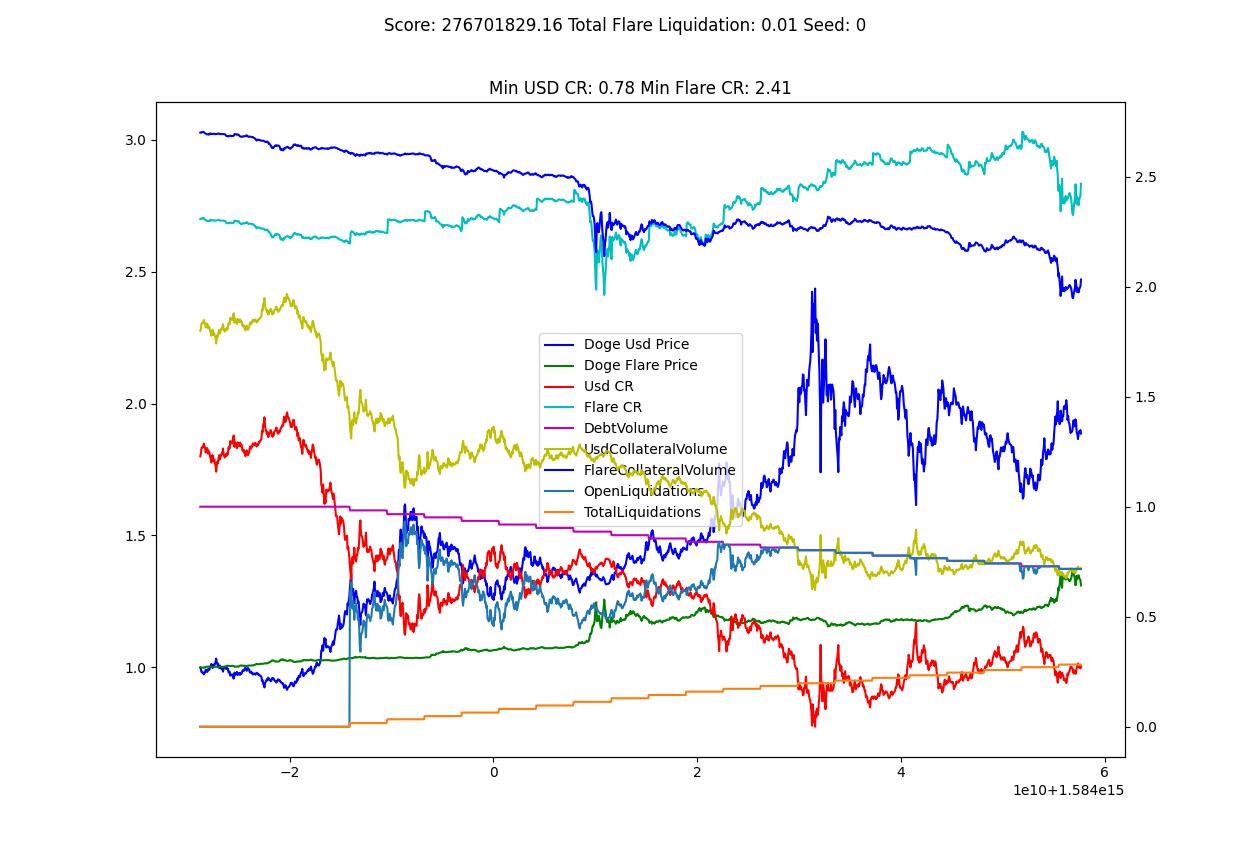 Score: 276701829.16 Total Flare Liquidation: 0.01 Seed: 0
Min USD CR: 0.78 Min Flare CR: 2.41
3.0
2.5
2.0
1.5
1.0
2.5
2.0
1.5
1.0
0.5
0.0
Doge Usd Price
Doge Flare Price
Usd CR
Flare CR
DebtVolume
UsdCollateralVolume
FlareCollateralVolume
OpenLiquidations
TotalLiquidations
−2 0 2 4 6
1e10+1.584e15